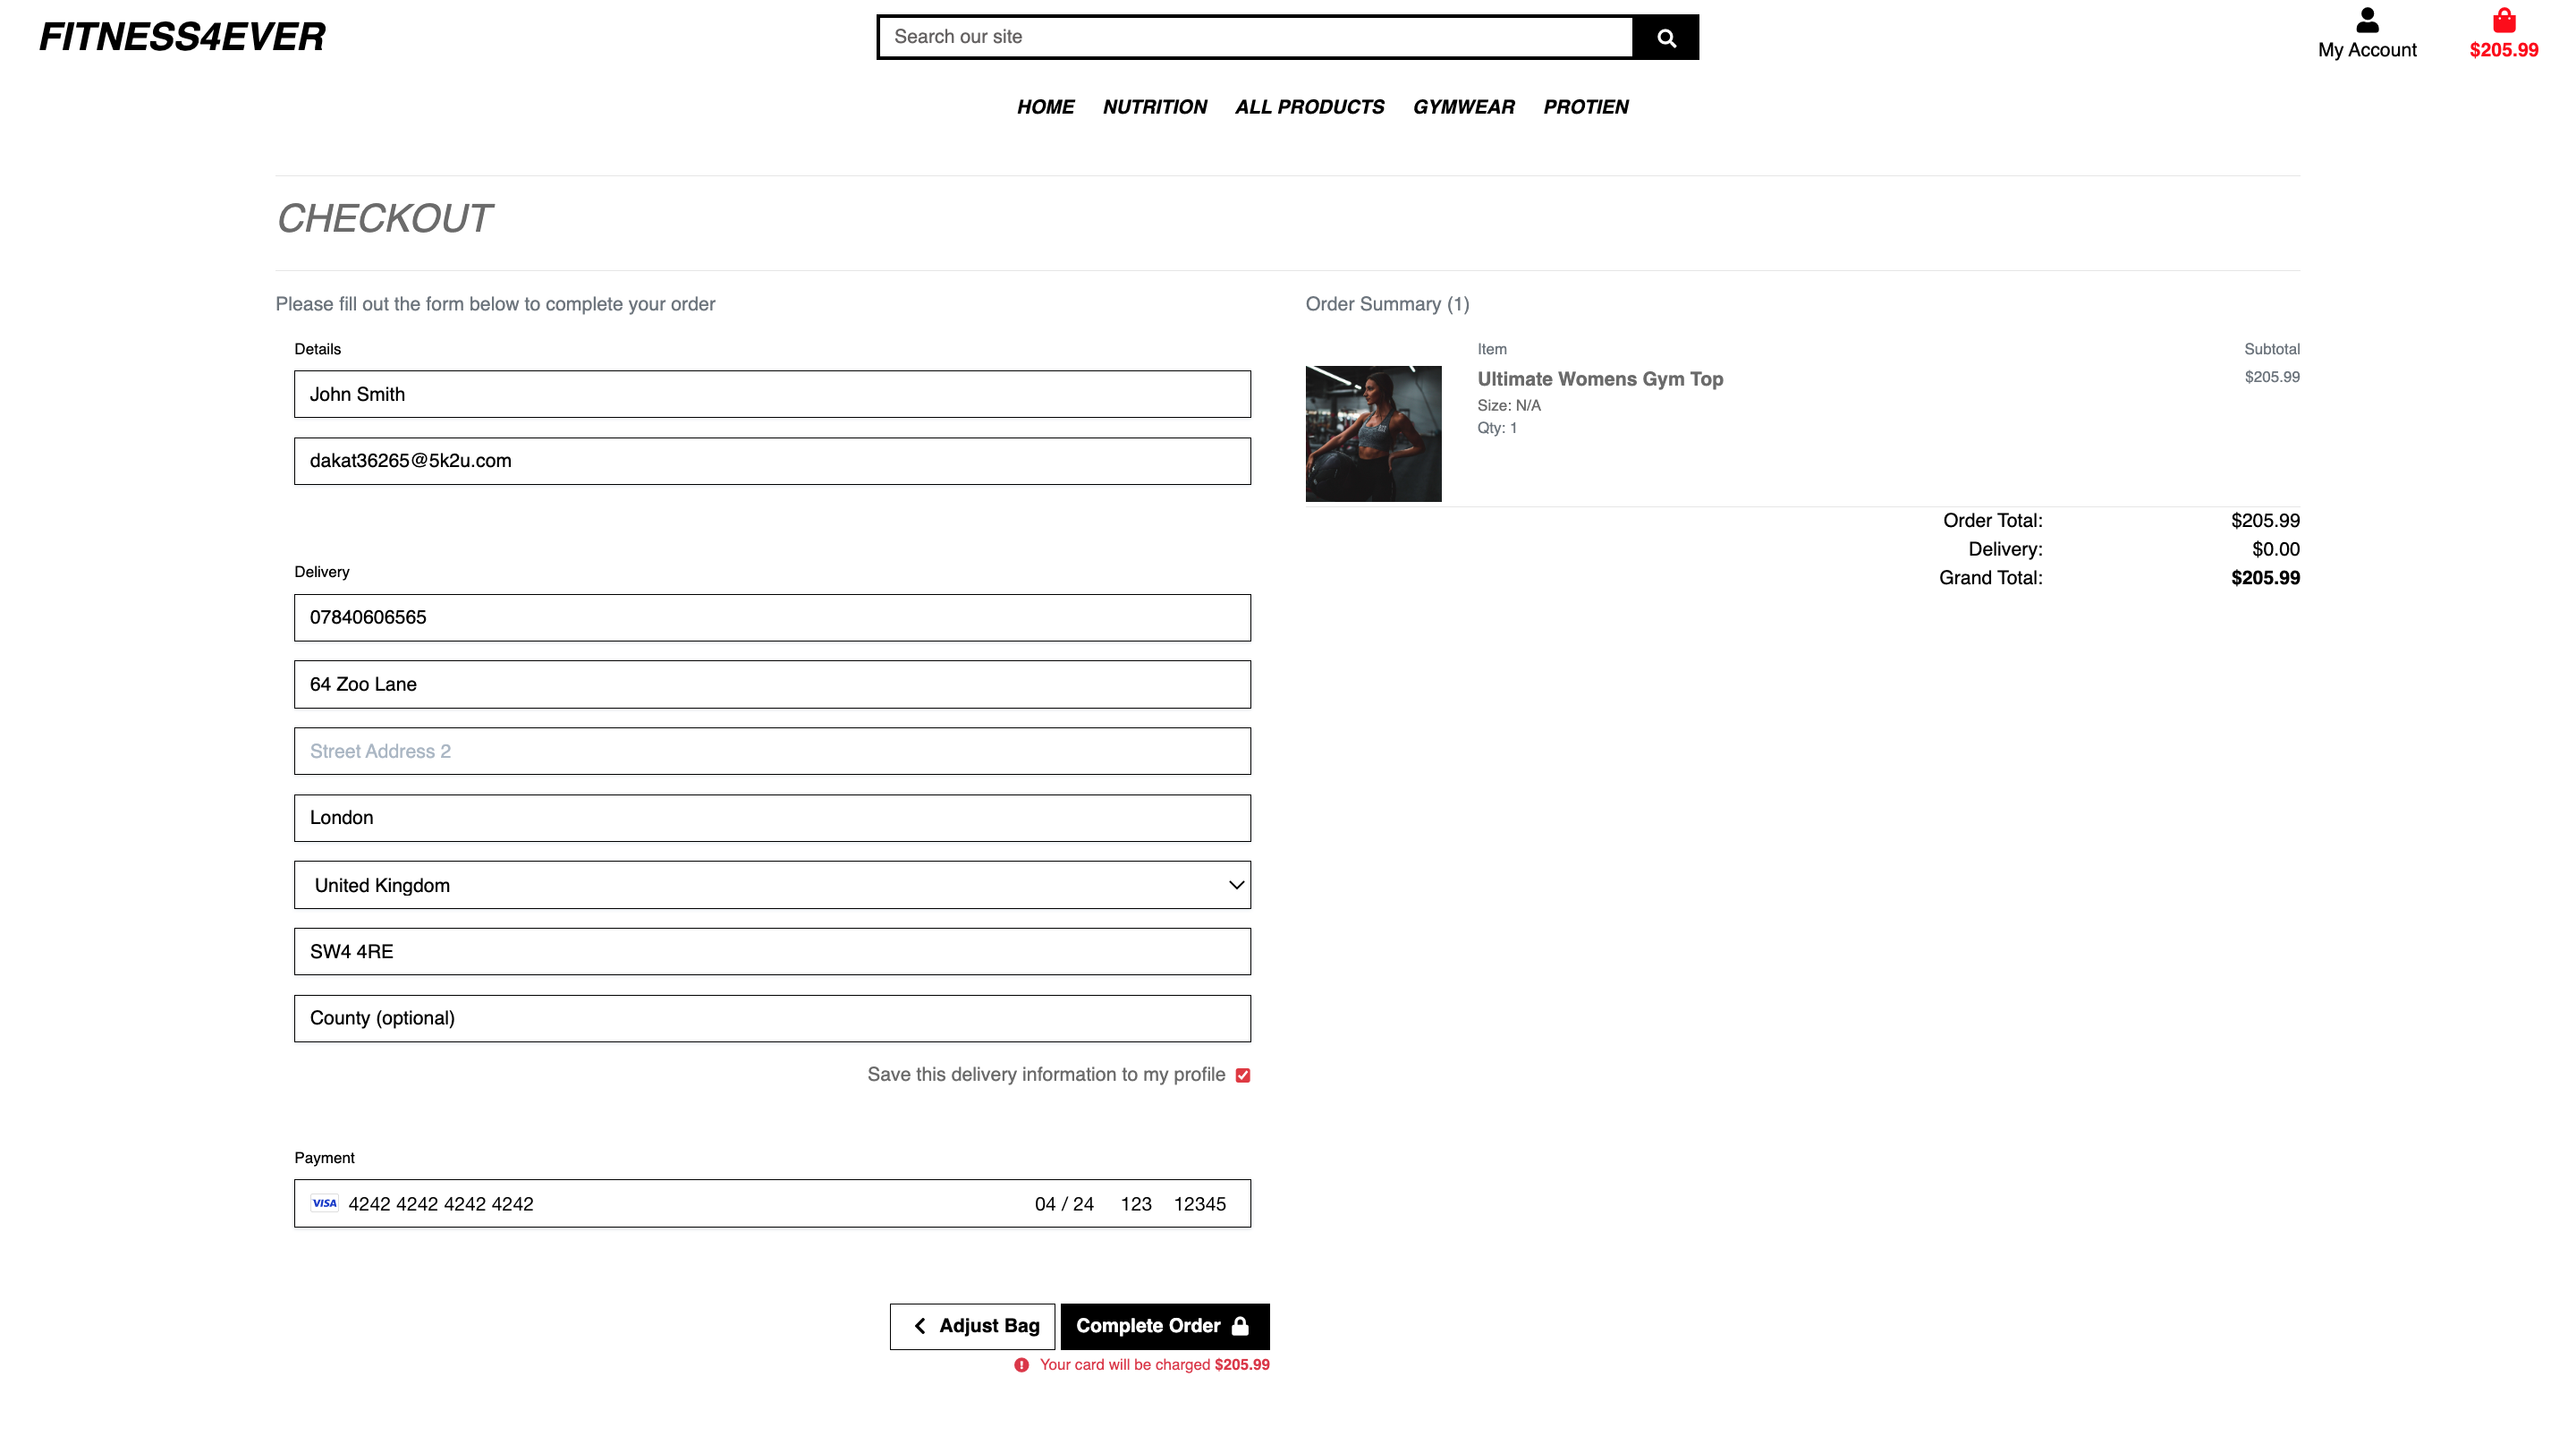 FITNESS4EVER
Search our site
My Account
$205.99
HOME NUTRITION ALL PRODUCTS GYMWEAR PROTIEN
CHECKOUT
Please fill out the form below to complete your order
Details
John Smith
dakat36265@5k2u.com
Delivery
07840606565
64 Zoo Lane
Street Address 2
London
United Kingdom
SW4 4RE
County (optional)
Save this delivery information to my profile
Payment
VISA 4242 4242 4242 4242 04 / 24 123 12345
Adjust Bag Complete Order
Your card will be charged $205.99
Order Summary (1)
Item Subtotal
Ultimate Womens Gym Top $205.99
Size: N/A
Qty: 1
Order Total: $205.99
Delivery: $0.00
Grand Total: $205.99